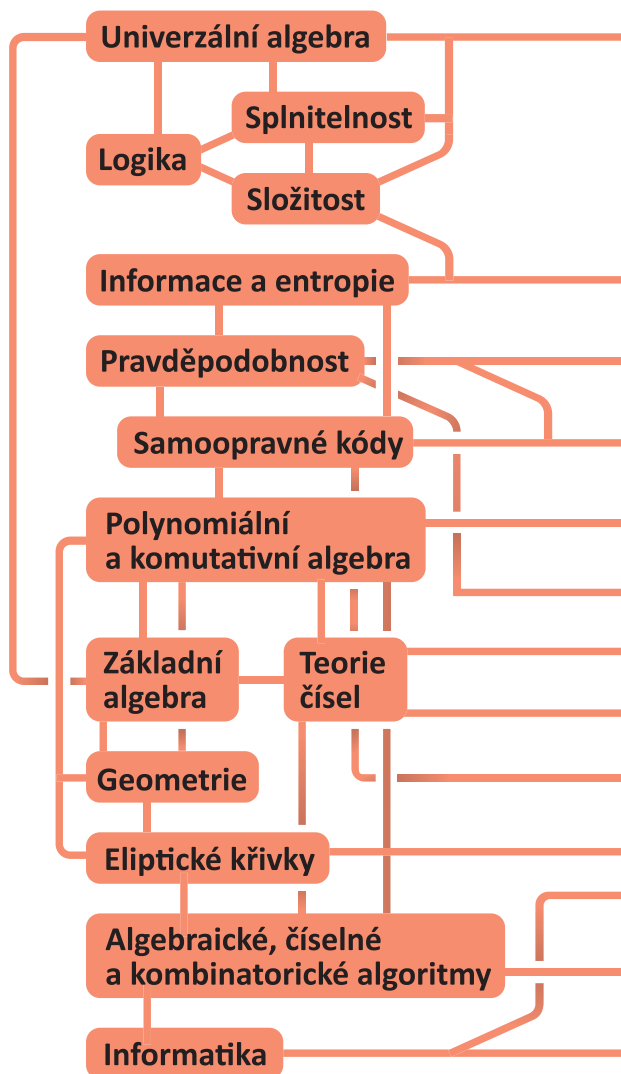 Univerzální algebra
Splnitelnost
Logika
Složitost
Informace a entropie
Pravděpodobnost
Samoopravné kódy
Polynomiální
a komutativní algebra
Základní
algebra
Teorie
čísel
Geometrie
Eliptické křivky
Algebraické, číselné
a kombinatorické algoritmy
Informatika